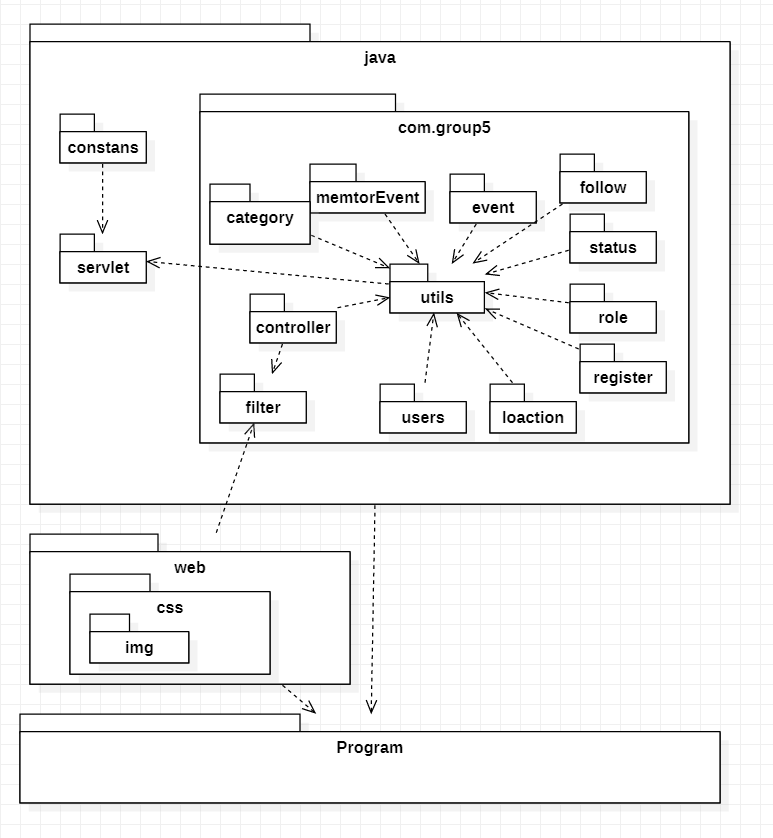 java
com.group5
constans
memtorEvent
follow
category
event
status
servlet
utils
controller
role
register
filter
users
loaction
web
css
img
Program